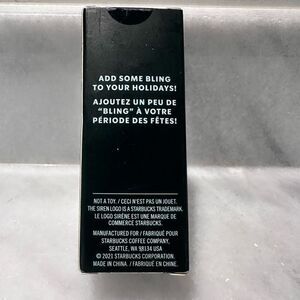 ADD SOME BLING
TO YOUR HOLIDAYS!
AJOUTEZ UN PEU DE
"BLING" À VOTRE
PÉRIODE DES FÊTES!
NOT A TOY. / CECI N'EST PAS UN JOUET.
THE SIREN LOGO IS A STARBUCKS TRADEMARK.
LE LOGO SIRÈNE EST UNE MARQUE DE
COMMERCE STARBUCKS.
MANUFACTURED FOR / FABRIQUÉ POUR
STARBUCKS COFFEE COMPANY,
SEATTLE, WA 98134 USA
© 2021 STARBUCKS CORPORATION.
MADE IN CHINA. / FABRIQUÉ EN CHINE.